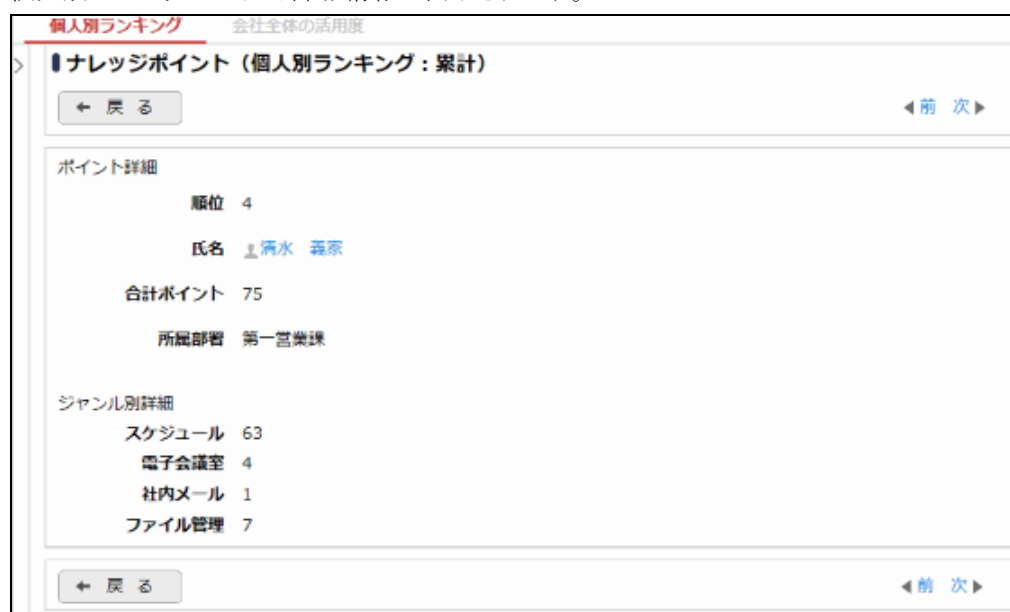 個人別ランキング 会社全体の活用度
ナレッジポイント（個人別ランキング：累計）
← 戻 る ◀前 次▶
ポイント詳細
順位 4
氏名 清水 義家
合計ポイント 75
所属部署 第一営業課
ジャンル別詳細
スケジュール 63
電子会議室 4
社内メール 1
ファイル管理 7
← 戻 る ◀前 次▶